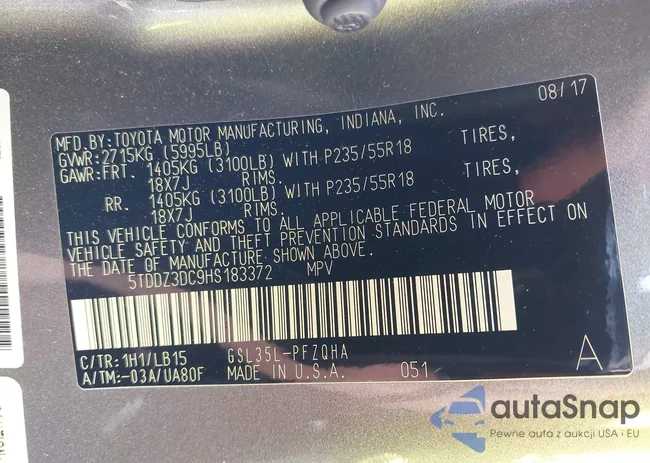 08/17
MFD.BY:TOYOTA MOTOR MANUFACTURING, INDIANA, INC.
GVWR:2715KG (5995LB)
GAWR:FRT. 1405KG (3100LB) WITH P235/55R18 TIRES,
18X7J RIMS.
RR. 1405KG (3100LB) WITH P235/55R18 TIRES,
18X7J RIMS.
THIS VEHICLE CONFORMS TO ALL APPLICABLE FEDERAL MOTOR
VEHICLE SAFETY AND THEFT PREVENTION STANDARDS IN EFFECT ON
THE DATE OF MANUFACTURE SHOWN ABOVE.
5TDDZ3DC9HS183372 MPV
C/TR:1H1/LB15 GSL35L-PFZQHA
A/TM:-03A/UA80F MADE IN U.S.A. 051 A
autaSnap
Pewne auta z aukcji USA i EU